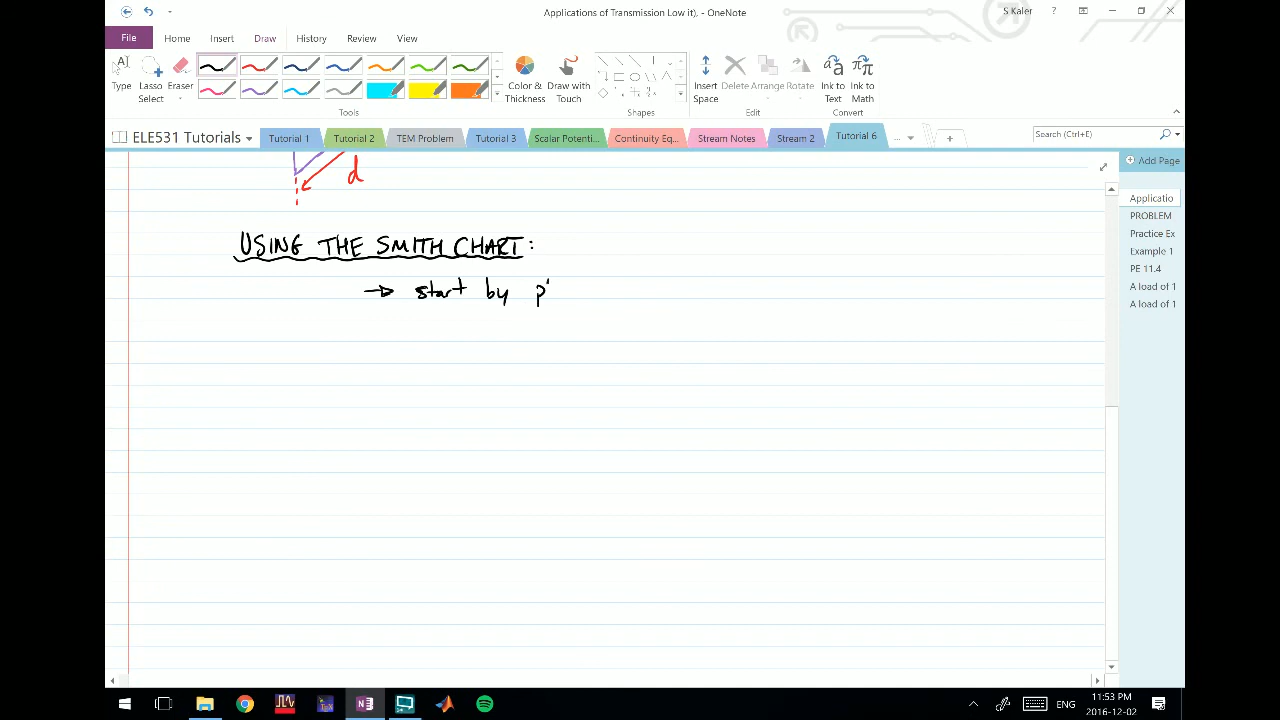 Applications of Transmission Low it), - OneNote
S Kaler
?
File
Home
Insert
Draw
History
Review
View
Type
Lasso Select
Eraser
Color & Thickness
Draw with Touch
Insert Space
Delete
Arrange
Rotate
Ink to Text
Ink to Math
Tools
Shapes
Edit
Convert
ELE531 Tutorials
Tutorial 1
Tutorial 2
TEM Problem
Tutorial 3
Scalar Potenti...
Continuity Eq...
Stream Notes
Stream 2
Tutorial 6
...
Search (Ctrl+E)
Add Page
Applicatio
PROBLEM
Practice Ex
Example 1
PE 11.4
A load of 1
A load of 1
d
USING THE SMITH CHART:
→ start by p
ENG
11:53 PM
2016-12-02